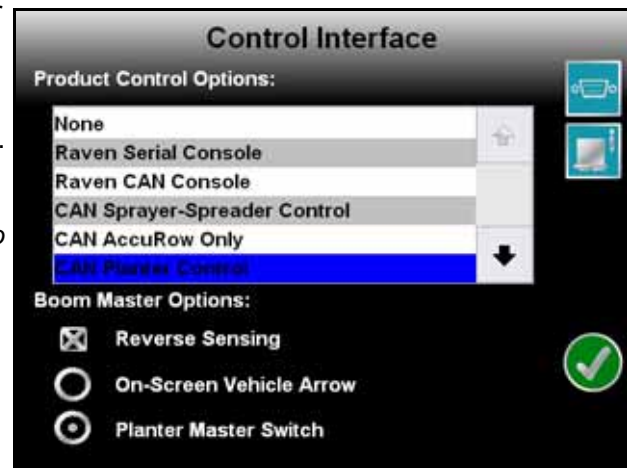 Control Interface
Product Control Options:
None
Raven Serial Console
Raven CAN Console
CAN Sprayer-Spreader Control
CAN AccuRow Only
CAN Planter Control
Boom Master Options:
Reverse Sensing
On-Screen Vehicle Arrow
Planter Master Switch